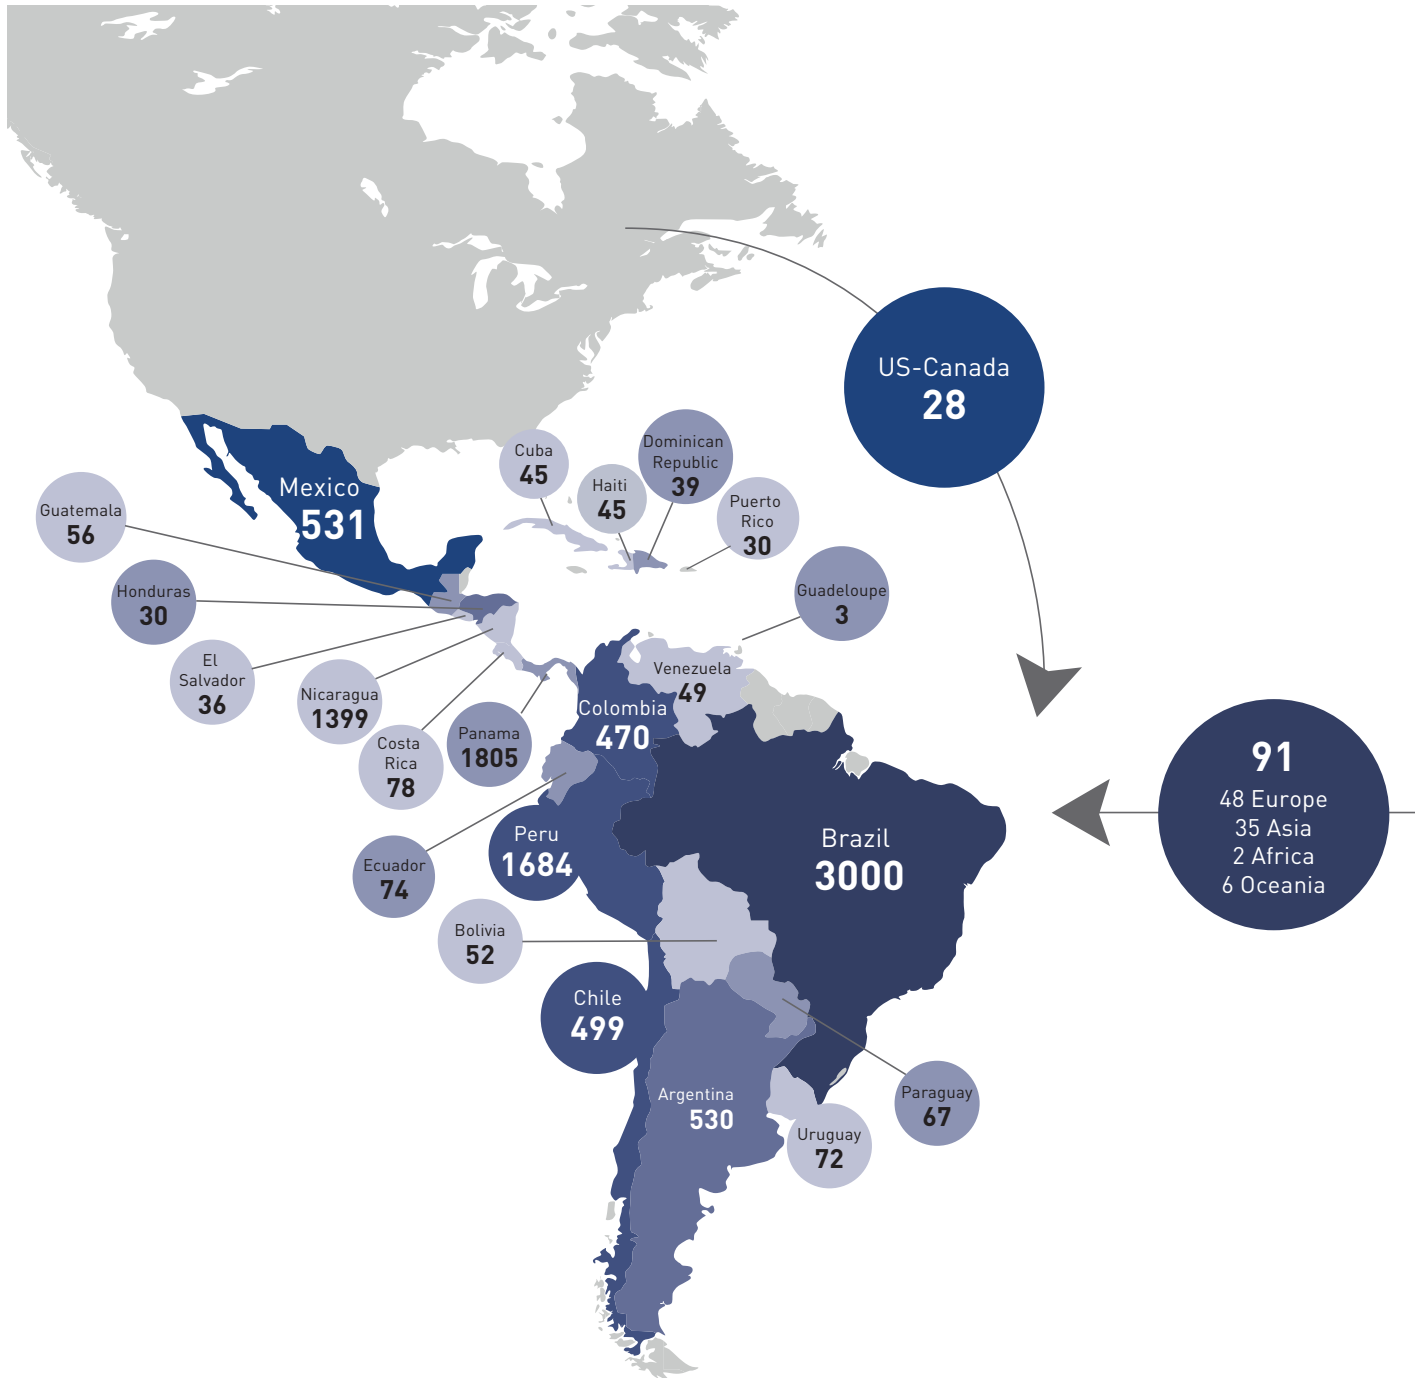 US-Canada
28
Mexico
531
Cuba
45
Haiti
45
Dominican
Republic
39
Puerto
Rico
30
Guatemala
56
Honduras
30
Guadeloupe
3
El
Salvador
36
Nicaragua
1399
Costa
Rica
78
Panama
1805
Venezuela
49
Colombia
470
91
48 Europe
35 Asia
2 Africa
6 Oceania
Ecuador
74
Peru
1684
Brazil
3000
Bolivia
52
Chile
499
Argentina
530
Paraguay
67
Uruguay
72